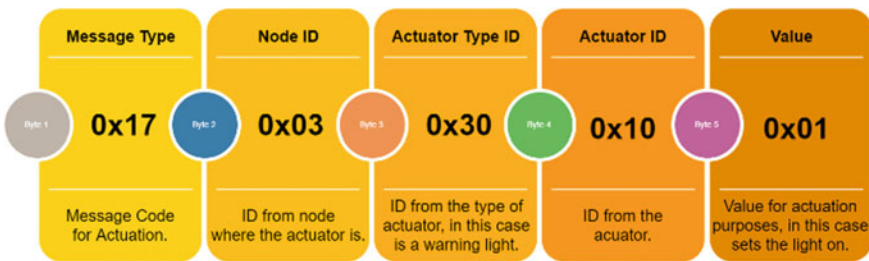 Message Type
Byte 1
0x17
Message Code
for Actuation.
Node ID
Byte 2
0x03
ID from node
where the actuator is.
Actuator Type ID
Byte 3
0x30
ID from the type of
actuator, in this case
is a warning light.
Actuator ID
Byte 4
0x10
ID from the
acuator.
Value
Byte 5
0x01
Value for actuation
purposes, in this case
sets the light on.